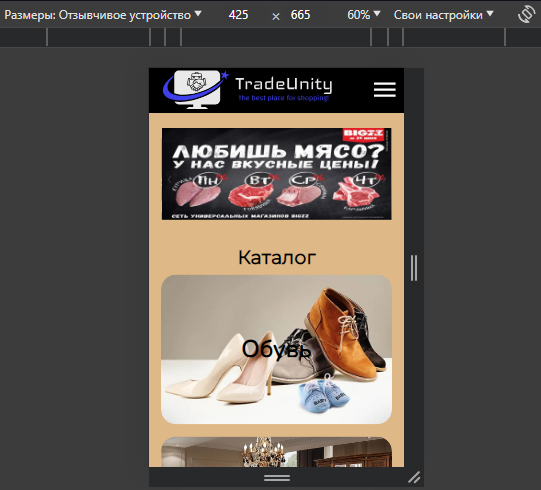 Размеры: Отзывчивое устройство 425 × 665 60% Свои настройки
TradeUnity
The best place for shopping!
BIGZZ
ЛЮБИШЬ МЯСО?
У НАС ВКУСНЫЕ ЦЕНЫ!
Пн Вт Ср Чт
СЕТЬ УНИВЕРСАЛЬНЫХ МАГАЗИНОВ BIGZZ
Каталог
Обувь
BABY